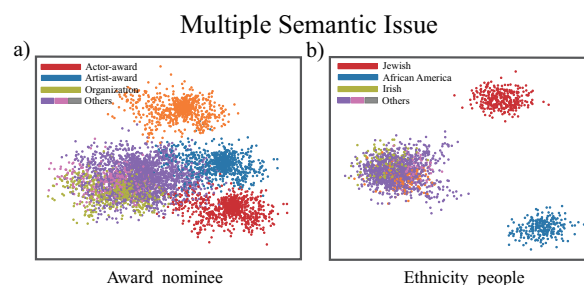 Multiple Semantic Issue
a)
Actor-award
Artist-award
Organization
Others
b)
Jewish
African America
Irish
Others
Award nominee
Ethnicity people